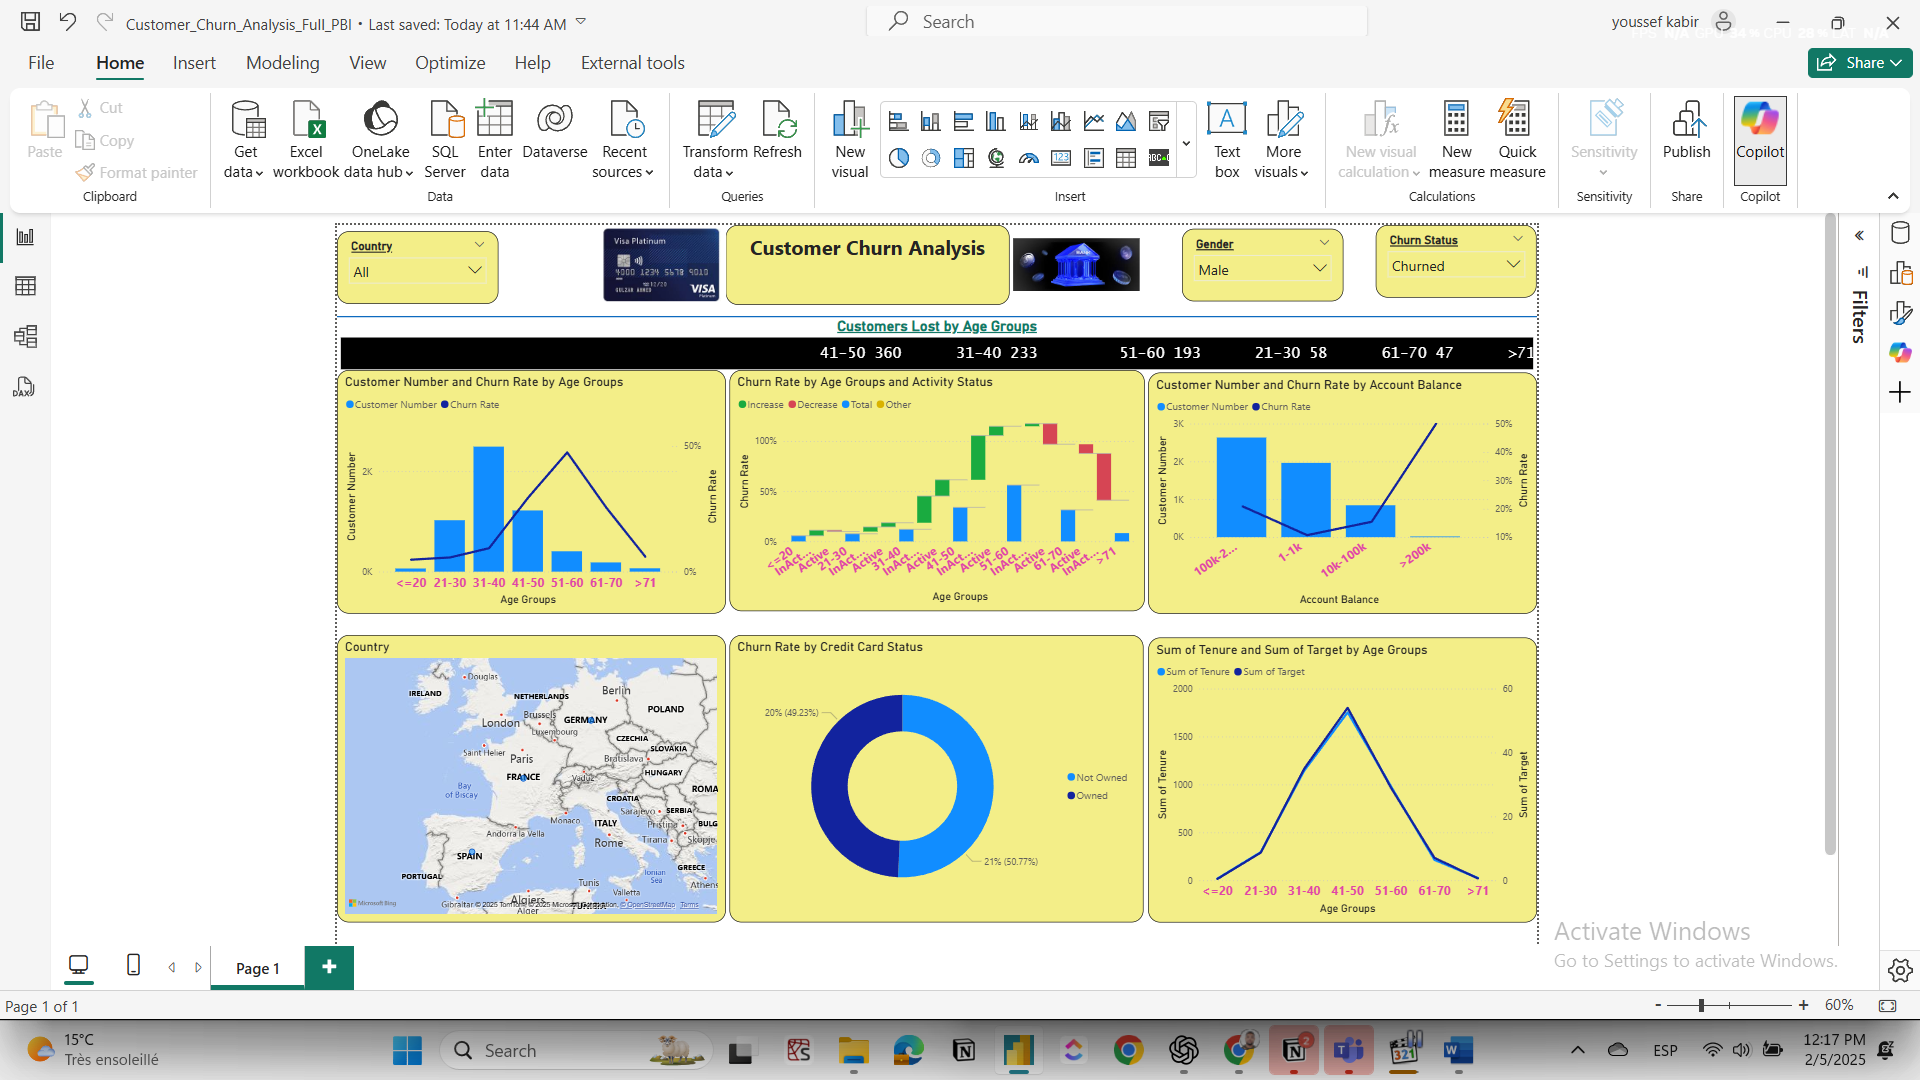 Customer_Churn_Analysis_Full_PBI • Last saved: Today at 11:44 AM
Search
youssef kabir
File
Home
Insert
Modeling
View
Optimize
Help
External tools
Share
Paste
Cut
Copy
Format painter
Clipboard
Get data
Excel workbook
OneLake data hub
SQL Server
Enter data
Dataverse
Recent sources
Data
Transform data
Refresh
Queries
New visual
Text box
More visuals
Insert
New visual calculation
New measure
Quick measure
Calculations
Sensitivity
Sensitivity
Publish
Share
Copilot
Copilot
Country
All
Visa Platinum
4000 1234 5678 9010
VISA
Customer Churn Analysis
Gender
Male
Churn Status
Churned
Filters
Customers Lost by Age Groups
41-50 360 31-40 233 51-60 193 21-30 58 61-70 47 >71
Customer Number and Churn Rate by Age Groups
Customer Number Churn Rate
Customer Number
2K
0K
50%
0%
Churn Rate
<=20 21-30 31-40 41-50 51-60 61-70 >71
Age Groups
Churn Rate by Age Groups and Activity Status
Increase Decrease Total Other
Churn Rate
100%
50%
0%
<=20
InAct...
Active
21-30
InAct...
Active
31-40
InAct...
Active
41-50
InAct...
Active
51-60
InAct...
Active
61-70
Active
InAct...
>71
Age Groups
Customer Number and Churn Rate by Account Balance
Customer Number Churn Rate
Customer Number
3K
2K
1K
0K
50%
40%
30%
20%
10%
Churn Rate
100k-2...
1-1k
10k-100k
>200k
Account Balance
Country
Douglas
IRELAND
NETHERLANDS
Berlin
London
Brussels
GERMANY
POLAND
Luxembourg
CZECHIA
Saint Helier
Paris
SLOVAKIA
Bratislava
FRANCE
Vaduz
HUNGARY
Bay of Biscay
ROMA
CROATIA
Sarajevo
SERBIA
Monaco
ITALY
Pristina
BULG
Andorra la Vella
Rome
Tirana
Skopje
SPAIN
PORTUGAL
GREECE
Ionian Sea
Athens
Tunis
Valletta
Algiers
Gibraltar
Alger
TUNISIA
Microsoft Bing
© 2025 TomTom, © 2025 Microsoft Corporation, © OpenStreetMap Terms
Churn Rate by Credit Card Status
20% (49.23%)
21% (50.77%)
Not Owned
Owned
Sum of Tenure and Sum of Target by Age Groups
Sum of Tenure Sum of Target
Sum of Tenure
2000
1500
1000
500
0
60
40
20
0
Sum of Target
<=20 21-30 31-40 41-50 51-60 61-70 >71
Age Groups
Activate Windows
Go to Settings to activate Windows.
Page 1
Page 1 of 1
60%
15°C
Très ensoleillé
Search
ESP
12:17 PM
2/5/2025